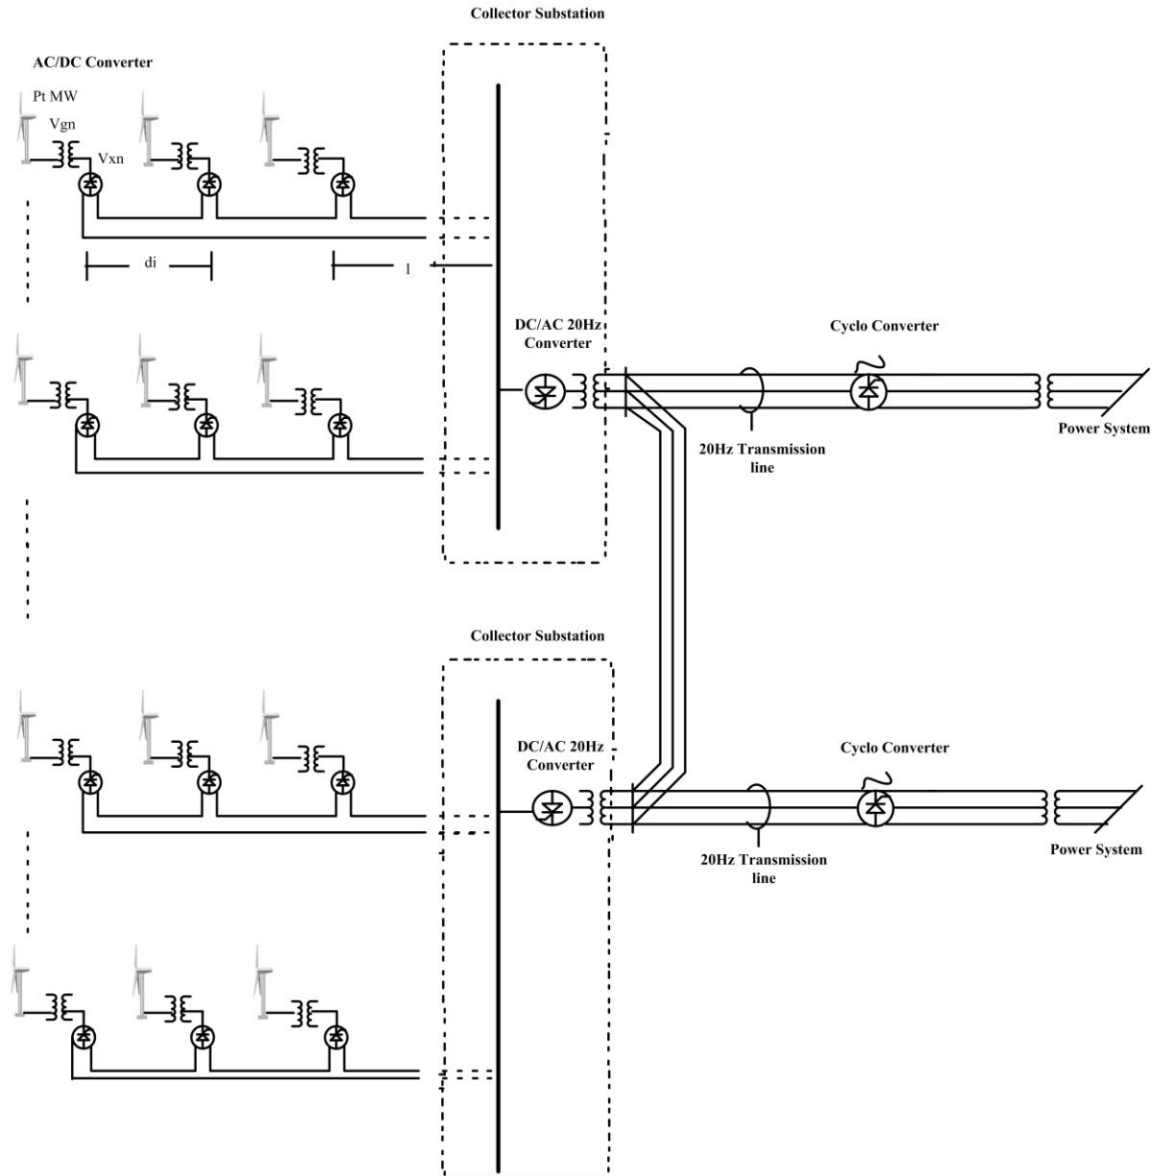 Collector Substation
AC/DC Converter
Pt MW
Vgn
Vxn
di
l
DC/AC 20Hz
Converter
Cyclo Converter
20Hz Transmission
line
Power System
Collector Substation
DC/AC 20Hz
Converter
Cyclo Converter
20Hz Transmission
line
Power System